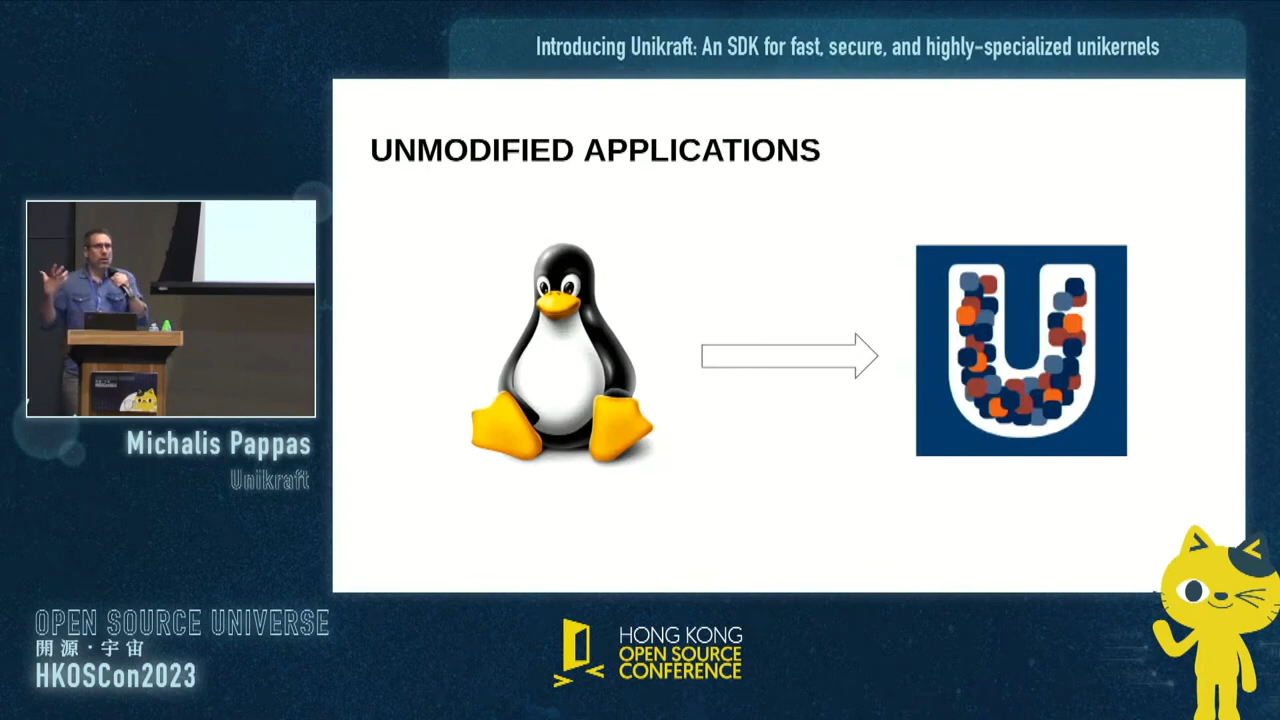 Introducing Unikraft: An SDK for fast, secure, and highly-specialized unikernels
UNMODIFIED APPLICATIONS
Michalis Pappas
Unikraft
OPEN SOURCE UNIVERSE
開源·宇宙
HKOSCon2023
HONG KONG
OPEN SOURCE
CONFERENCE